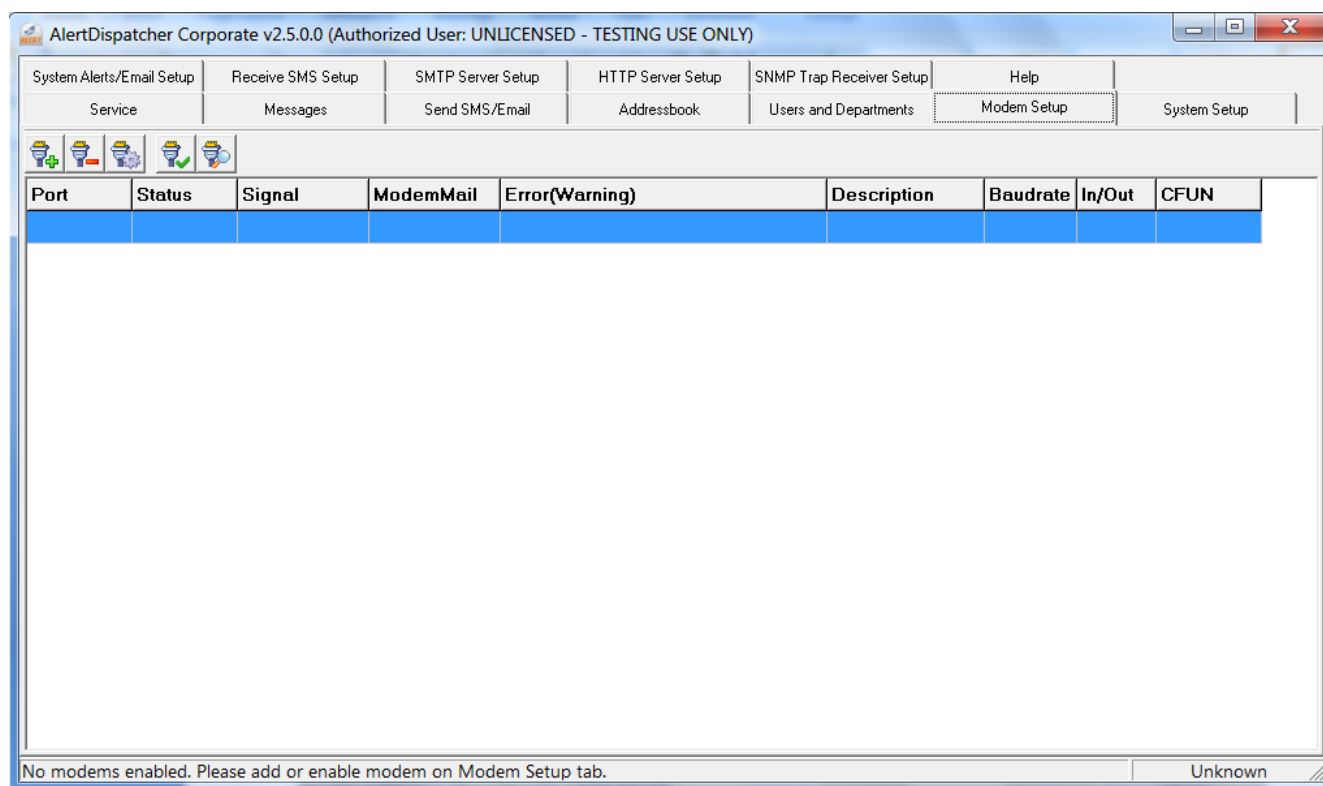 AlertDispatcher Corporate v2.5.0.0 (Authorized User: UNLICENSED - TESTING USE ONLY)
System Alerts/Email Setup Receive SMS Setup SMTP Server Setup HTTP Server Setup SNMP Trap Receiver Setup Help
Service Messages Send SMS/Email Addressbook Users and Departments Modem Setup System Setup
Port Status Signal ModemMail Error(Warning) Description Baudrate In/Out CFUN
No modems enabled. Please add or enable modem on Modem Setup tab. Unknown